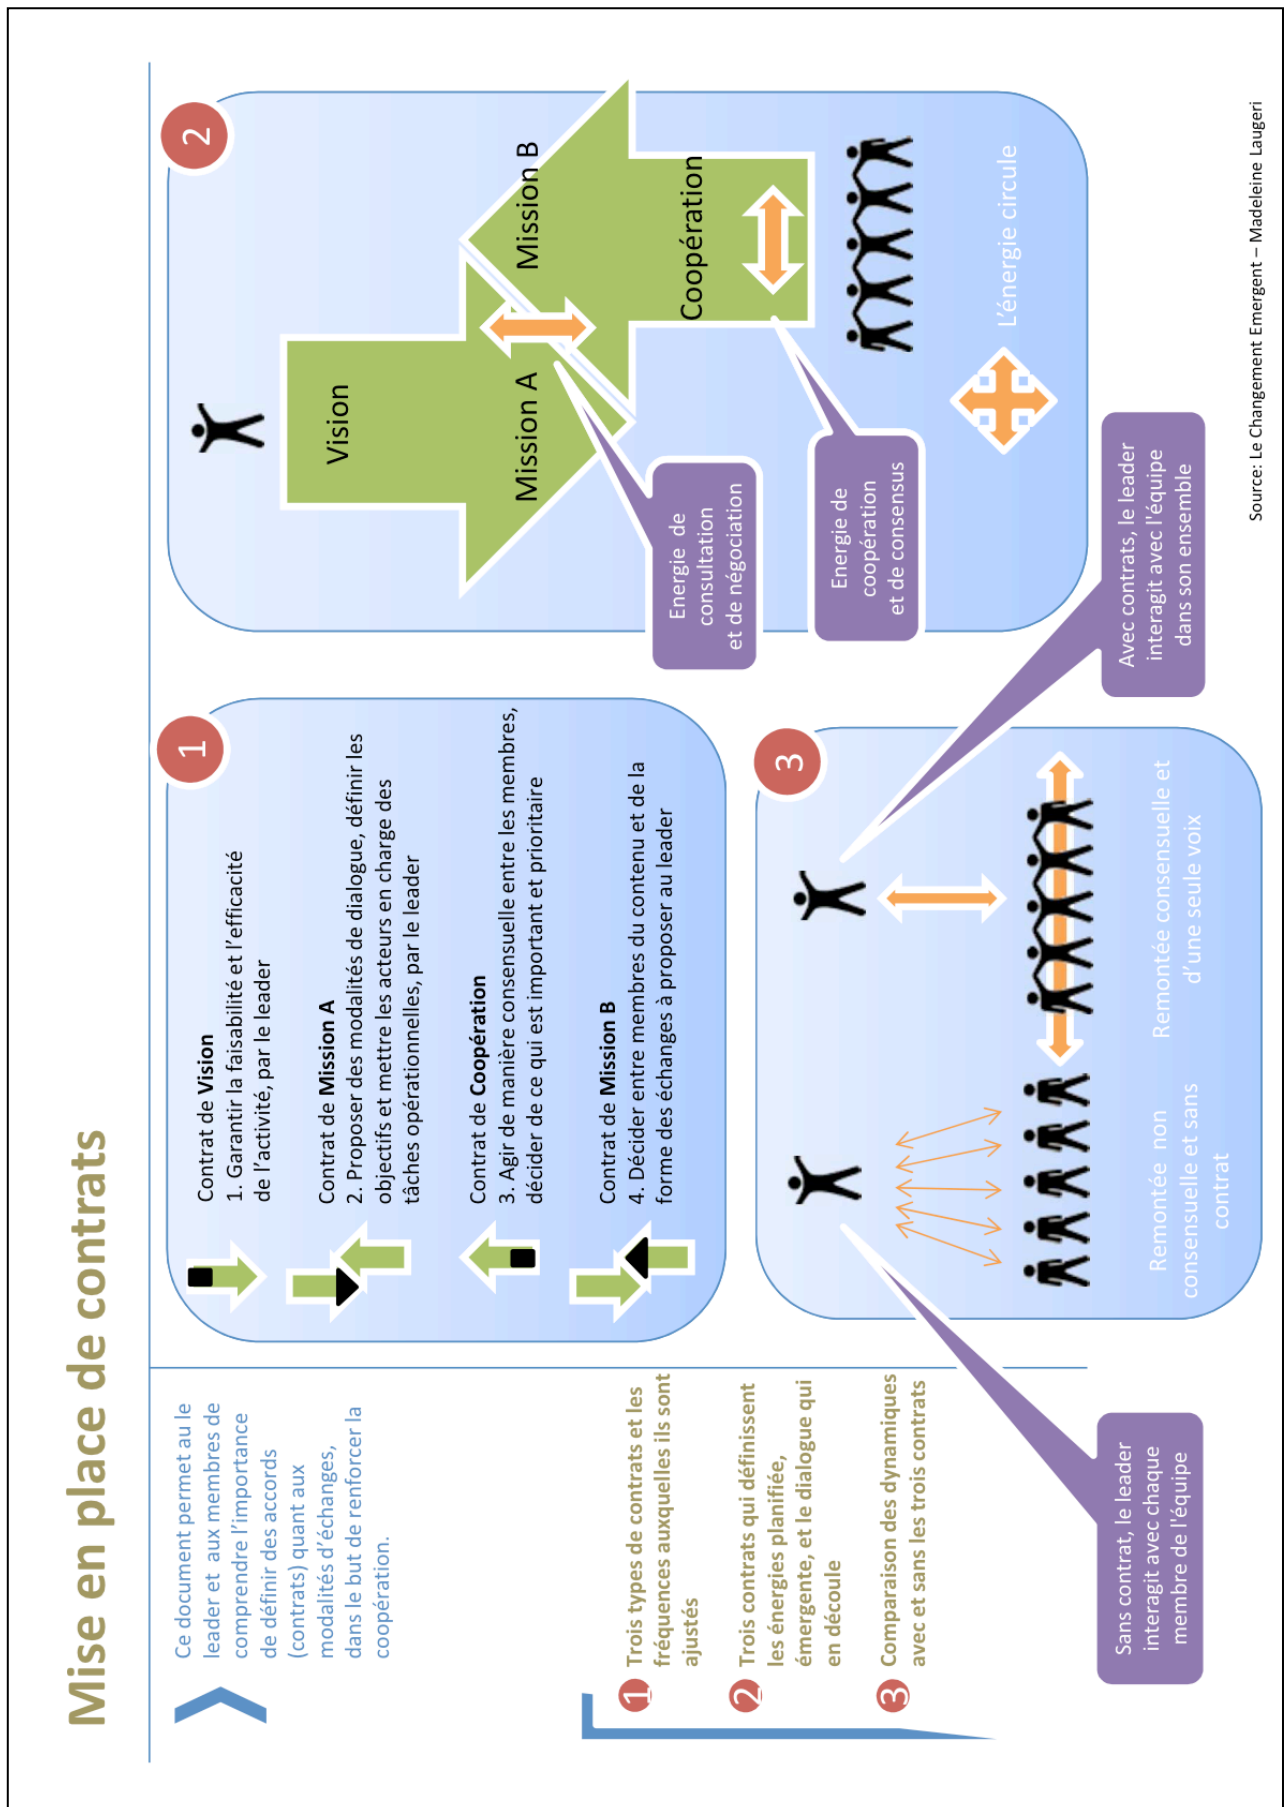 Mise en place de contrats
Ce document permet au le
leader et  aux membres de
comprendre l'importance
de définir des accords
(contrats) quant aux
modalités d'échanges,
dans le but de renforcer la
coopération.
1 Trois types de contrats et les
fréquences auxquelles ils sont
ajustés
2 Trois contrats qui définissent
les énergies planifiée,
émergente, et le dialogue qui
en découle
3 Comparaison des dynamiques
avec et sans les trois contrats
1
Contrat de Vision
1. Garantir la faisabilité et l'efficacité
de l'activité, par le leader
Contrat de Mission A
2. Proposer des modalités de dialogue, définir les
objectifs et mettre les acteurs en charge des
tâches opérationnelles, par le leader
Contrat de Coopération
3. Agir de manière consensuelle entre les membres,
décider de ce qui est important et prioritaire
Contrat de Mission B
4. Décider entre membres du contenu et de la
forme des échanges à proposer au leader
2
Vision
Mission A
Mission B
Coopération
Energie de
consultation
et de négociation
Energie de
coopération
et de consensus
L'énergie circule
3
Remontée non
consensuelle et sans
contrat
Remontée consensuelle et
d'une seule voix
Sans contrat, le leader
interagit avec chaque
membre de l'équipe
Avec contrats, le leader
interagit avec l'équipe
dans son ensemble
Source: Le Changement Emergent – Madeleine Laugeri